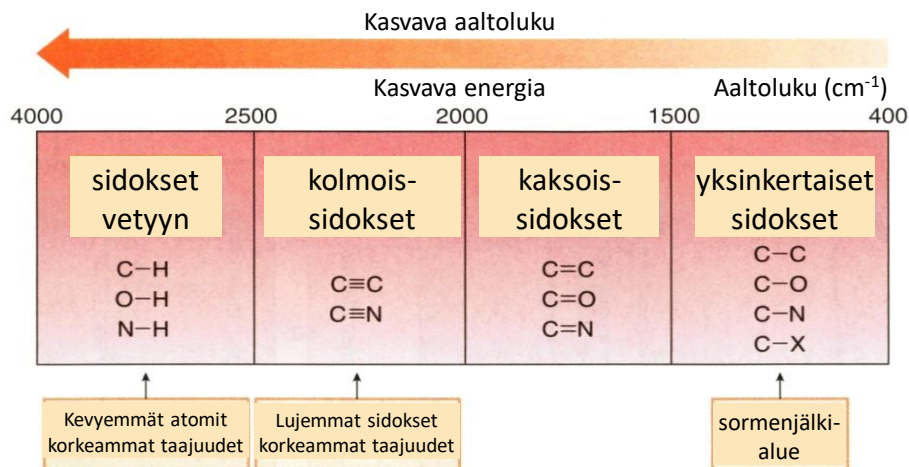 Kasvava aaltoluku
Kasvava energia
Aaltoluku (cm⁻¹)
4000 2500 2000 1500 400
sidokset
vetyyn
C–H
O–H
N–H
kolmois-
sidokset
C≡C
C≡N
kaksois-
sidokset
C=C
C=O
C=N
yksinkertaiset
sidokset
C–C
C–O
C–N
C–X
Kevyemmät atomit
korkeammat taajuudet
Lujemmat sidokset
korkeammat taajuudet
sormenjälki-
alue